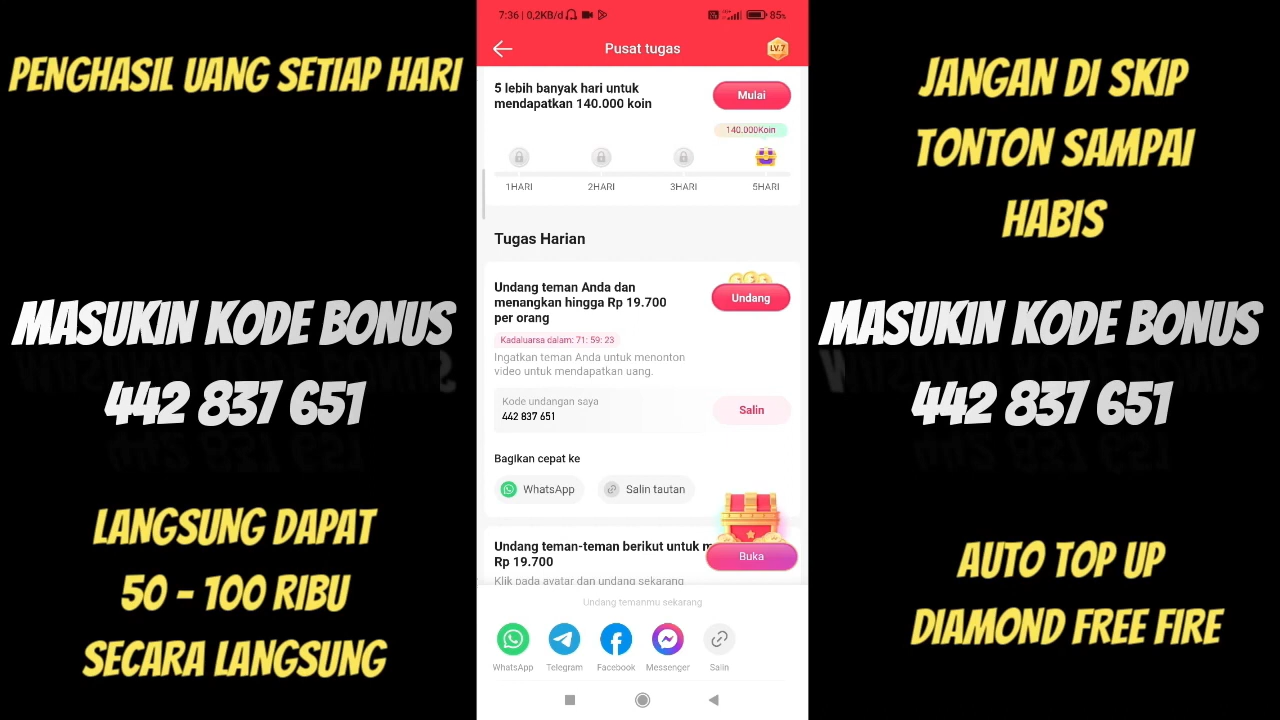 PENGHASIL UANG SETIAP HARI
MASUKIN KODE BONUS
442 837 651
LANGSUNG DAPAT
50 - 100 RIBU
SECARA LANGSUNG
7:36 | 0,2KB/d
85%
Pusat tugas
LV.7
5 lebih banyak hari untuk
mendapatkan 140.000 koin
Mulai
140.000Koin
1HARI 2HARI 3HARI 5HARI
Tugas Harian
Undang teman Anda dan
menangkan hingga Rp 19.700
per orang
Undang
Kadaluarsa dalam: 71: 59: 23
Ingatkan teman Anda untuk menonton
video untuk mendapatkan uang.
Kode undangan saya
442 837 651
Salin
Bagikan cepat ke
WhatsApp Salin tautan
Undang teman-teman berikut untuk m
Rp 19.700
Buka
Klik pada avatar dan undang sekarang
Undang temanmu sekarang
WhatsApp Telegram Facebook Messenger Salin
JANGAN DI SKIP
TONTON SAMPAI
HABIS
MASUKIN KODE BONUS
442 837 651
AUTO TOP UP
DIAMOND FREE FIRE